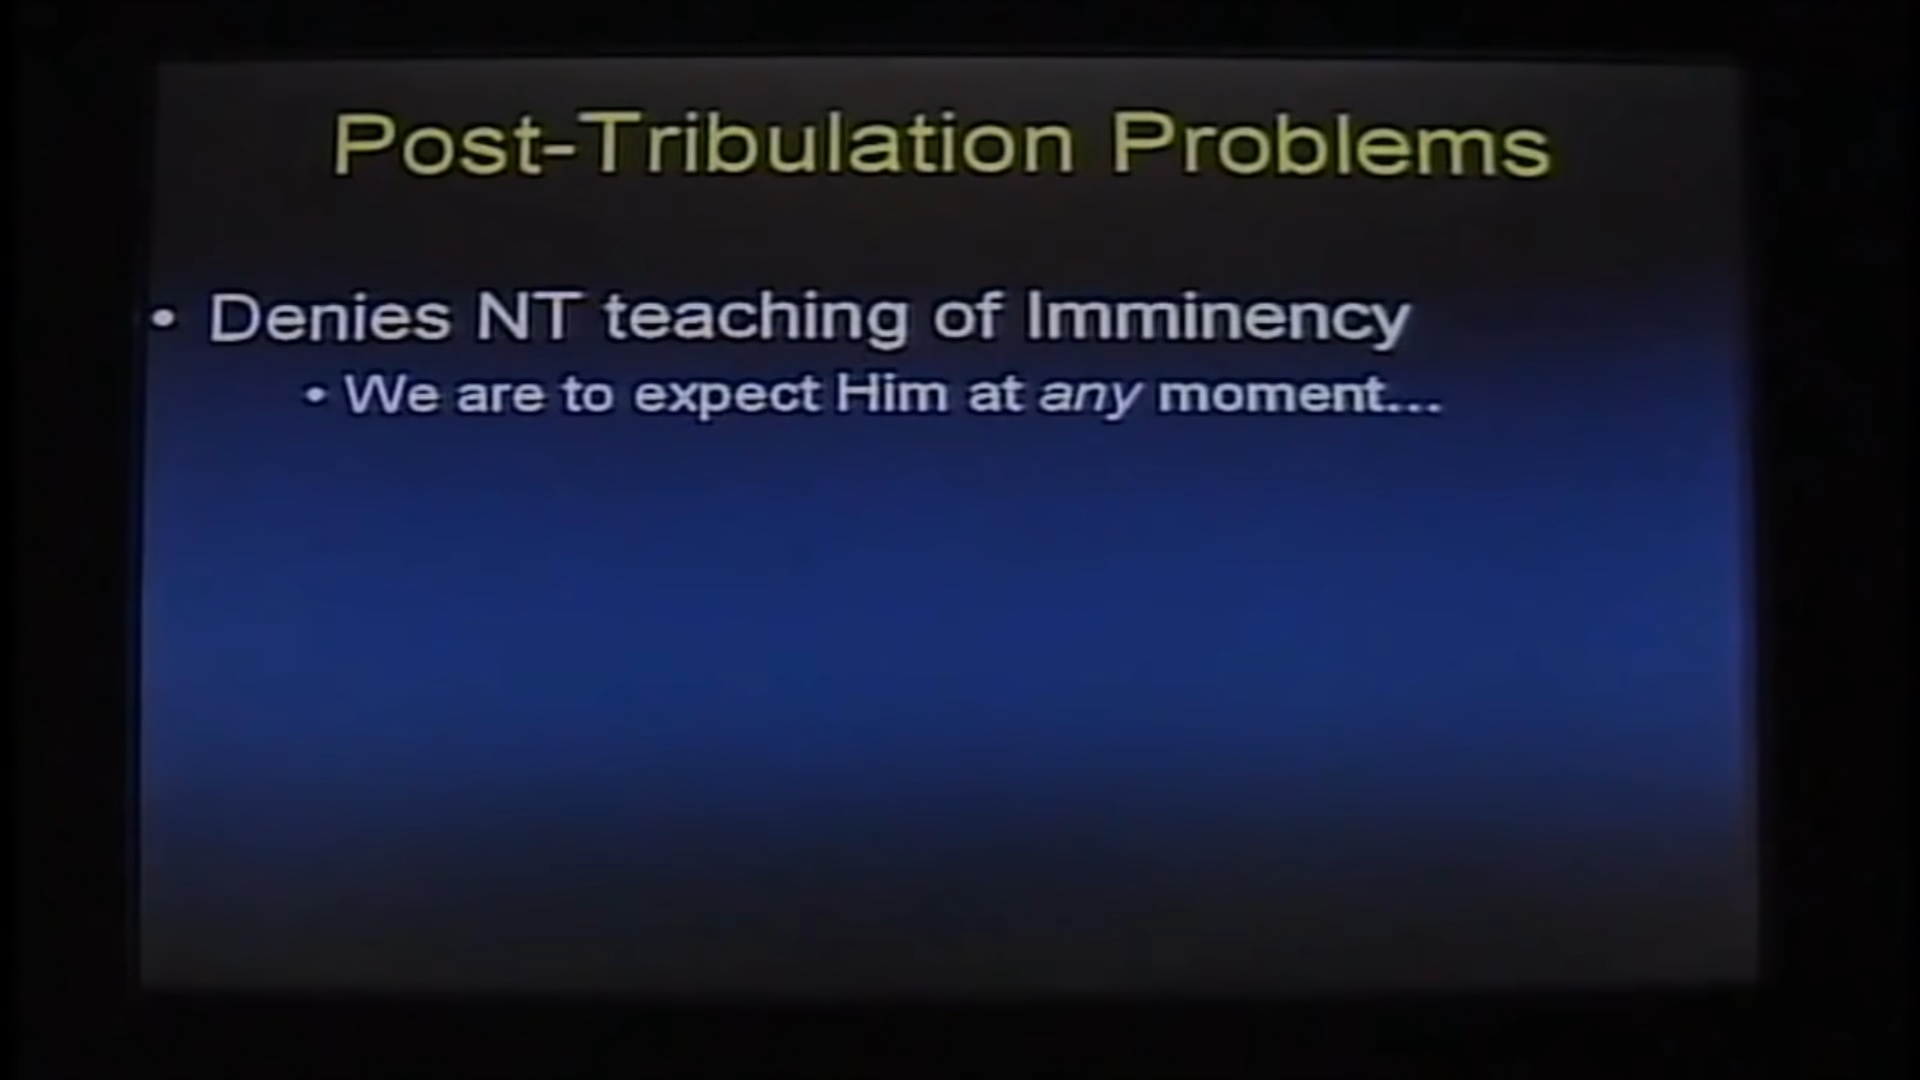 Post-Tribulation Problems
• Denies NT teaching of Imminency
• We are to expect Him at any moment...